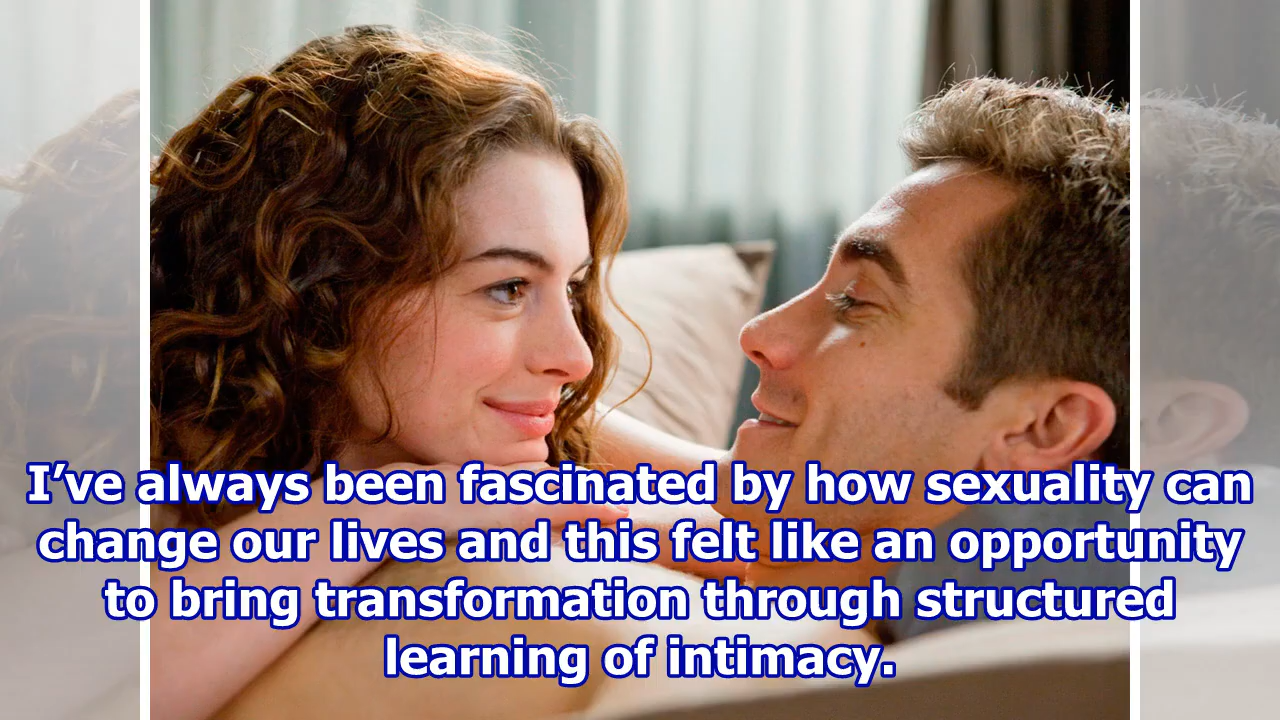 I’ve always been fascinated by how sexuality can
change our lives and this felt like an opportunity
to bring transformation through structured
learning of intimacy.